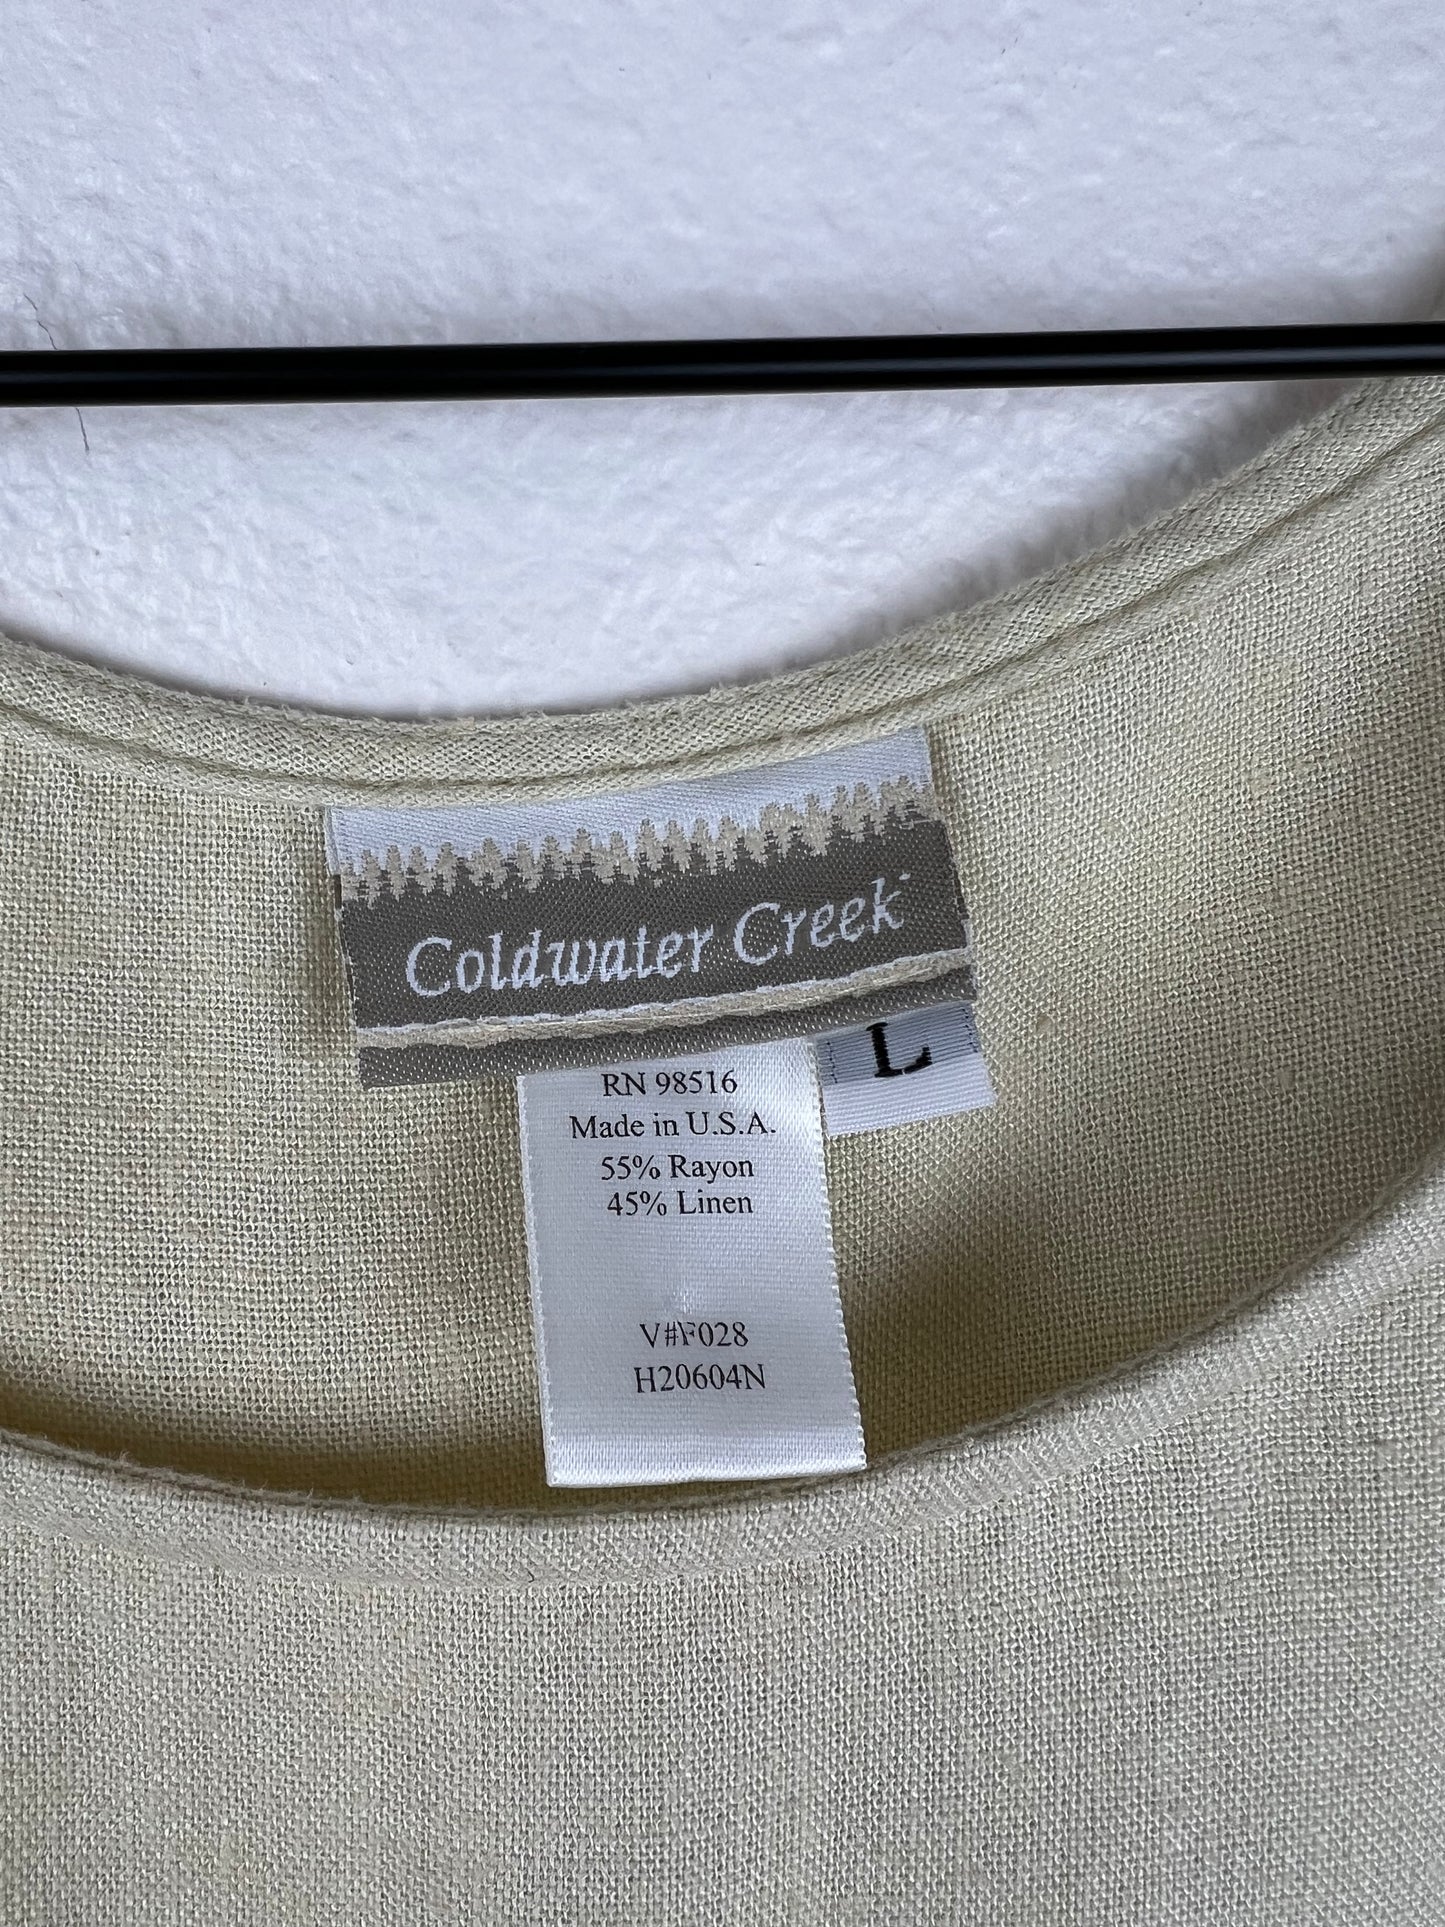 Coldwater Creek
L
RN 98516
Made in U.S.A.
55% Rayon
45% Linen
V#F028
H20604N